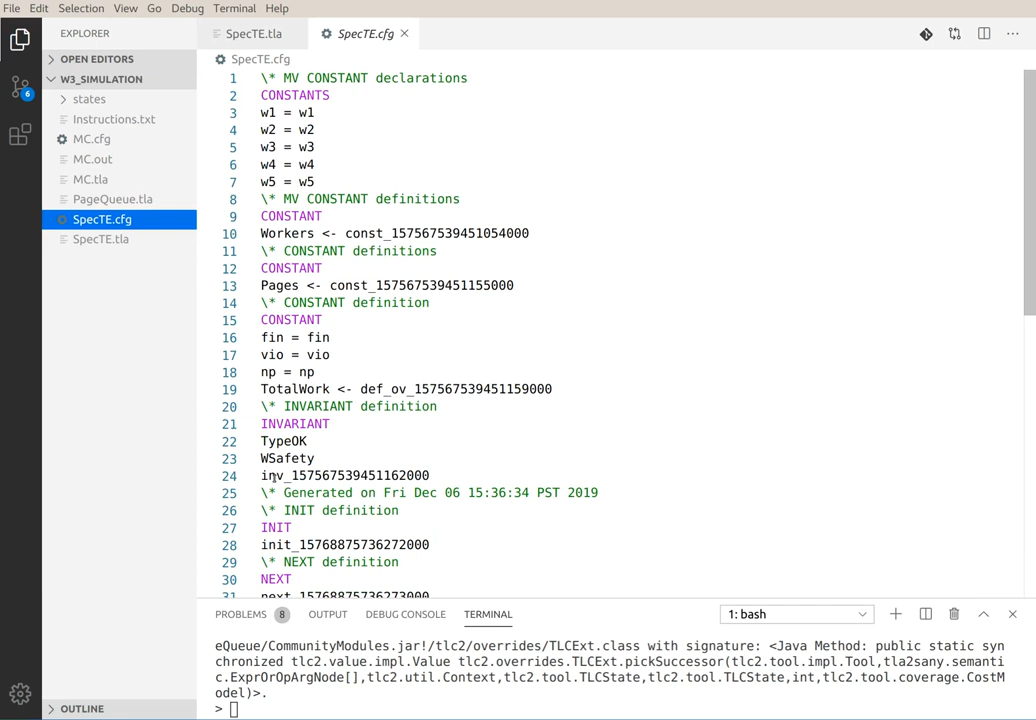 File Edit Selection View Go Debug Terminal Help
EXPLORER
SpecTE.tla
SpecTE.cfg
OPEN EDITORS
SpecTE.cfg
W3_SIMULATION
states
Instructions.txt
MC.cfg
MC.out
MC.tla
PageQueue.tla
SpecTE.cfg
SpecTE.tla
6
1 \* MV CONSTANT declarations
2 CONSTANTS
3 w1 = w1
4 w2 = w2
5 w3 = w3
6 w4 = w4
7 w5 = w5
8 \* MV CONSTANT definitions
9 CONSTANT
10 Workers <- const_157567539451054000
11 \* CONSTANT definitions
12 CONSTANT
13 Pages <- const_157567539451155000
14 \* CONSTANT definition
15 CONSTANT
16 fin = fin
17 vio = vio
18 np = np
19 TotalWork <- def_ov_157567539451159000
20 \* INVARIANT definition
21 INVARIANT
22 TypeOK
23 WSafety
24 inv_157567539451162000
25 \* Generated on Fri Dec 06 15:36:34 PST 2019
26 \* INIT definition
27 INIT
28 init_15768875736272000
29 \* NEXT definition
30 NEXT
31 next_15768875736273000
PROBLEMS 8 OUTPUT DEBUG CONSOLE TERMINAL 1: bash
eQueue/CommunityModules.jar!/tlc2/overrides/TLCExt.class with signature: <Java Method: public static syn
chronized tlc2.value.impl.Value tlc2.overrides.TLCExt.pickSuccessor(tlc2.tool.impl.Tool,tla2sany.semanti
c.ExprOrOpArgNode[],tlc2.util.Context,tlc2.tool.TLCState,tlc2.tool.TLCState,int,tlc2.tool.coverage.CostM
odel)>.
>
OUTLINE